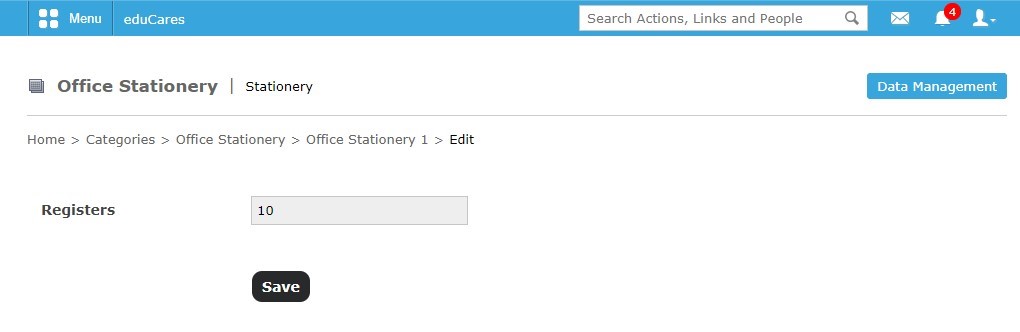 Menu eduCares Search Actions, Links and People 4
Office Stationery | Stationery Data Management
Home > Categories > Office Stationery > Office Stationery 1 > Edit
Registers 10
Save